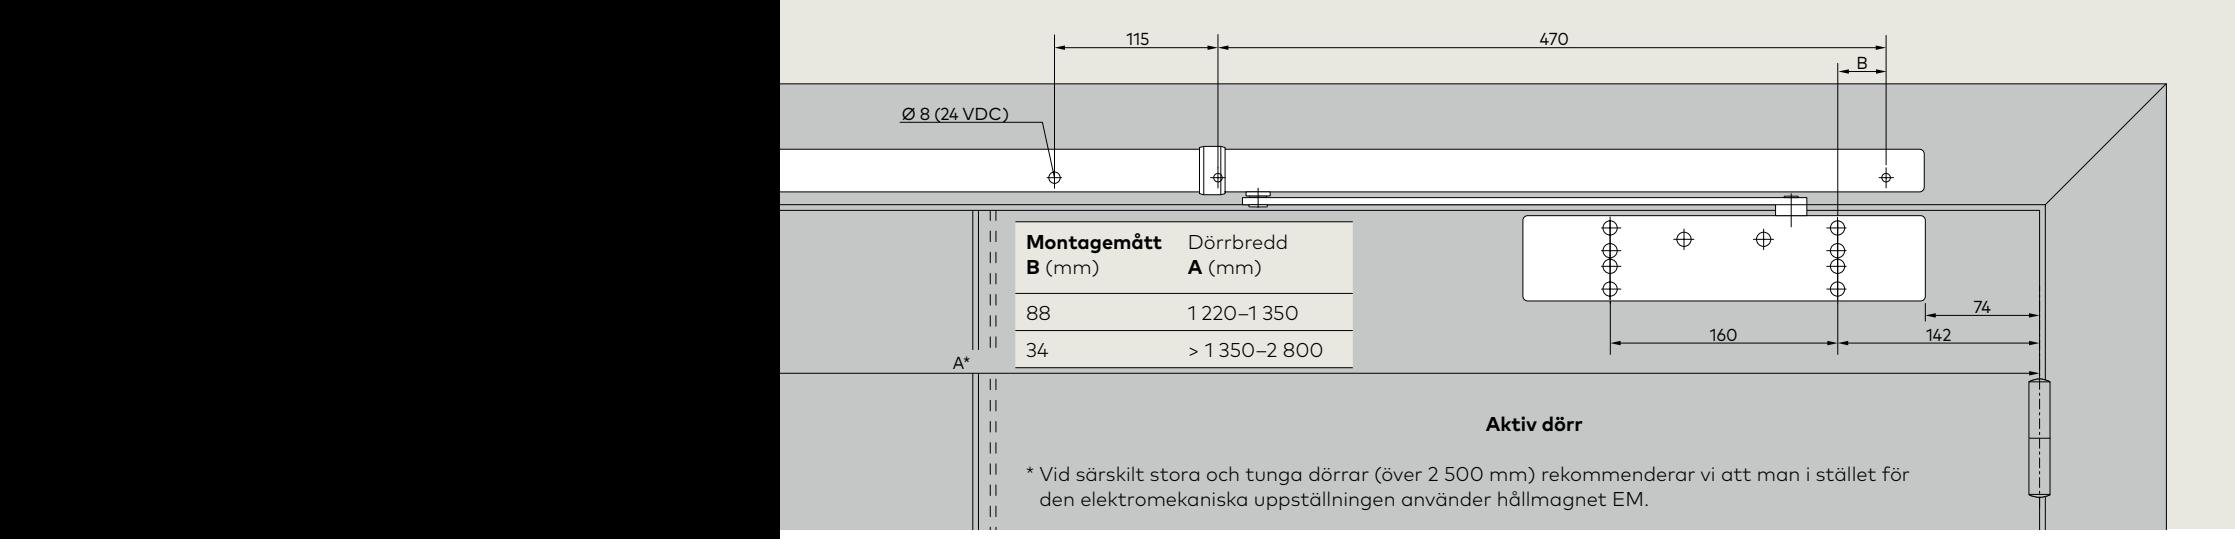 115
470
B
Ø 8 (24 VDC)
Montagemått Dörrbredd
B (mm) A (mm)
88 1 220–1 350
34 > 1 350–2 800
74
160
142
A*
Aktiv dörr
* Vid särskilt stora och tunga dörrar (över 2 500 mm) rekommenderar vi att man i stället för
den elektromekaniska uppställningen använder hållmagnet EM.